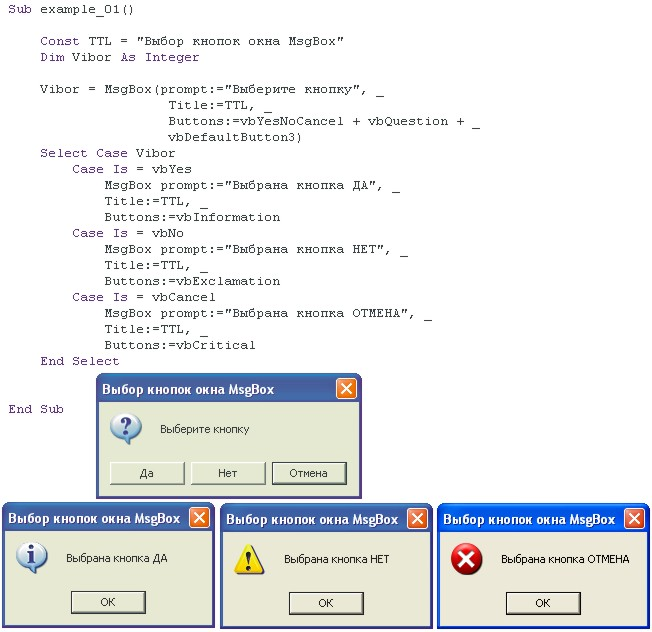 Sub example_01()
Const TTL = "Выбор кнопок окна MsgBox"
Dim Vibor As Integer
Vibor = MsgBox(prompt:="Выберите кнопку", _
Title:=TTL, _
Buttons:=vbYesNoCancel + vbQuestion + _
vbDefaultButton3)
Select Case Vibor
Case Is = vbYes
MsgBox prompt:="Выбрана кнопка ДА", _
Title:=TTL, _
Buttons:=vbInformation
Case Is = vbNo
MsgBox prompt:="Выбрана кнопка НЕТ", _
Title:=TTL, _
Buttons:=vbExclamation
Case Is = vbCancel
MsgBox prompt:="Выбрана кнопка ОТМЕНА", _
Title:=TTL, _
Buttons:=vbCritical
End Select
End Sub
Выбор кнопок окна MsgBox
Выберите кнопку
Да Нет Отмена
Выбор кнопок окна MsgBox
Выбрана кнопка ДА
ОК
Выбор кнопок окна MsgBox
Выбрана кнопка НЕТ
ОК
Выбор кнопок окна MsgBox
Выбрана кнопка ОТМЕНА
ОК